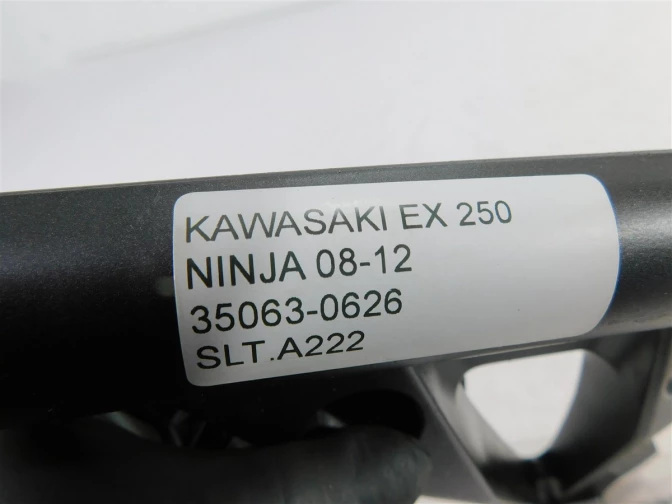 KAWASAKI EX 250
NINJA 08-12
35063-0626
SLT.A222